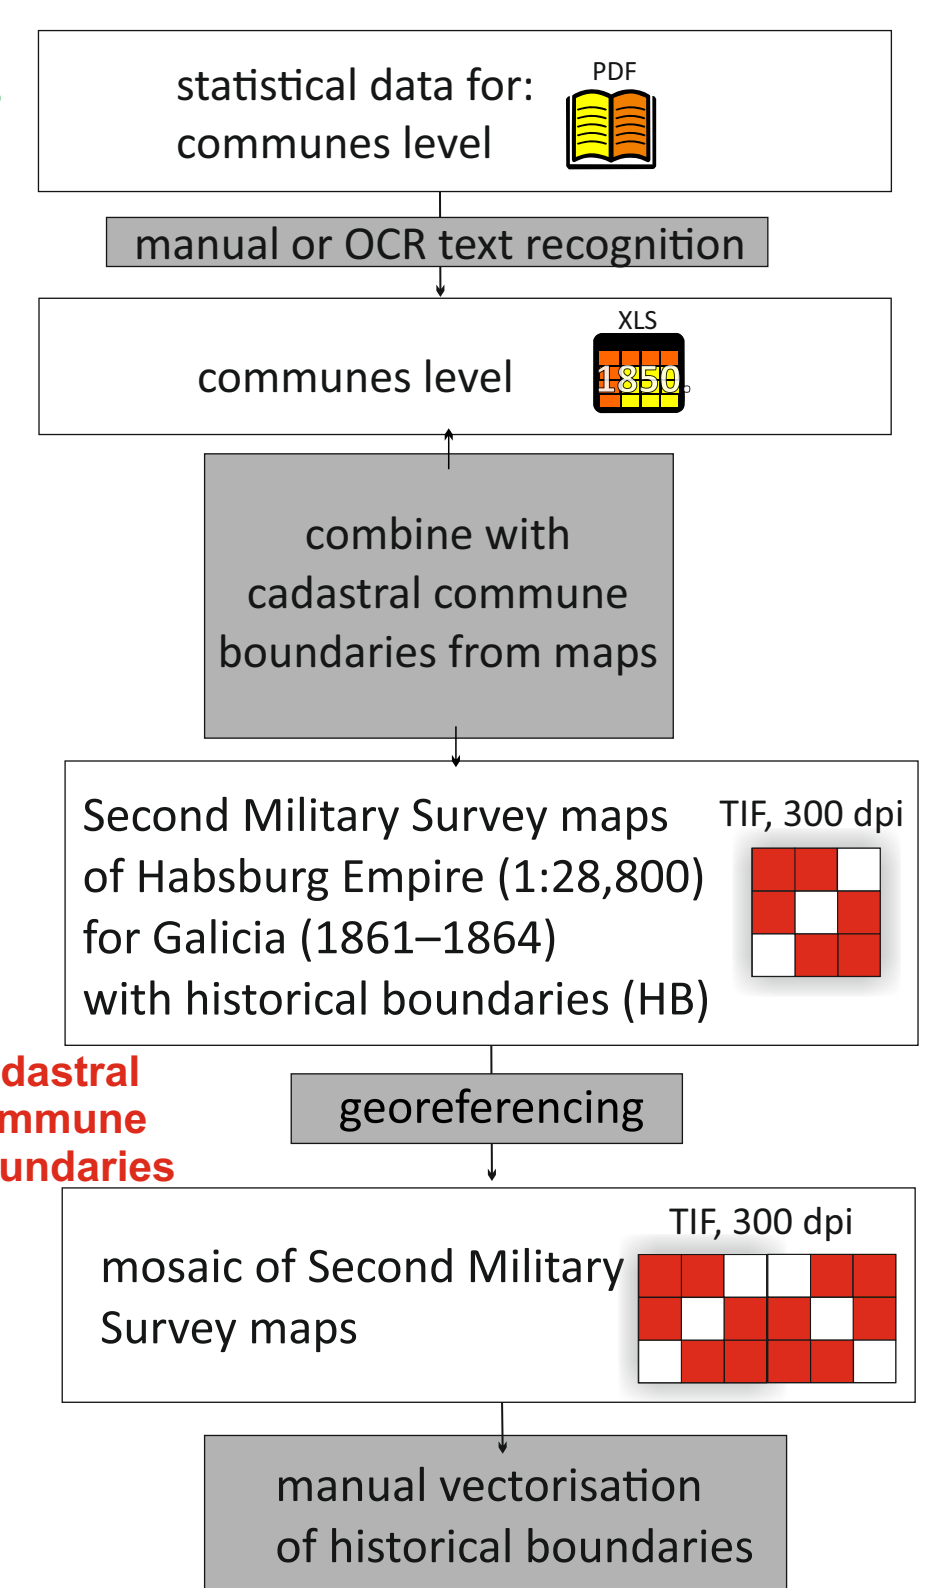 statistical data for:
communes level
PDF
manual or OCR text recognition
communes level
XLS
1850.
combine with
cadastral commune
boundaries from maps
Second Military Survey maps
of Habsburg Empire (1:28,800)
for Galicia (1861–1864)
with historical boundaries (HB)
TIF, 300 dpi
dastral
mmune
undaries
georeferencing
mosaic of Second Military
Survey maps
TIF, 300 dpi
manual vectorisation
of historical boundaries